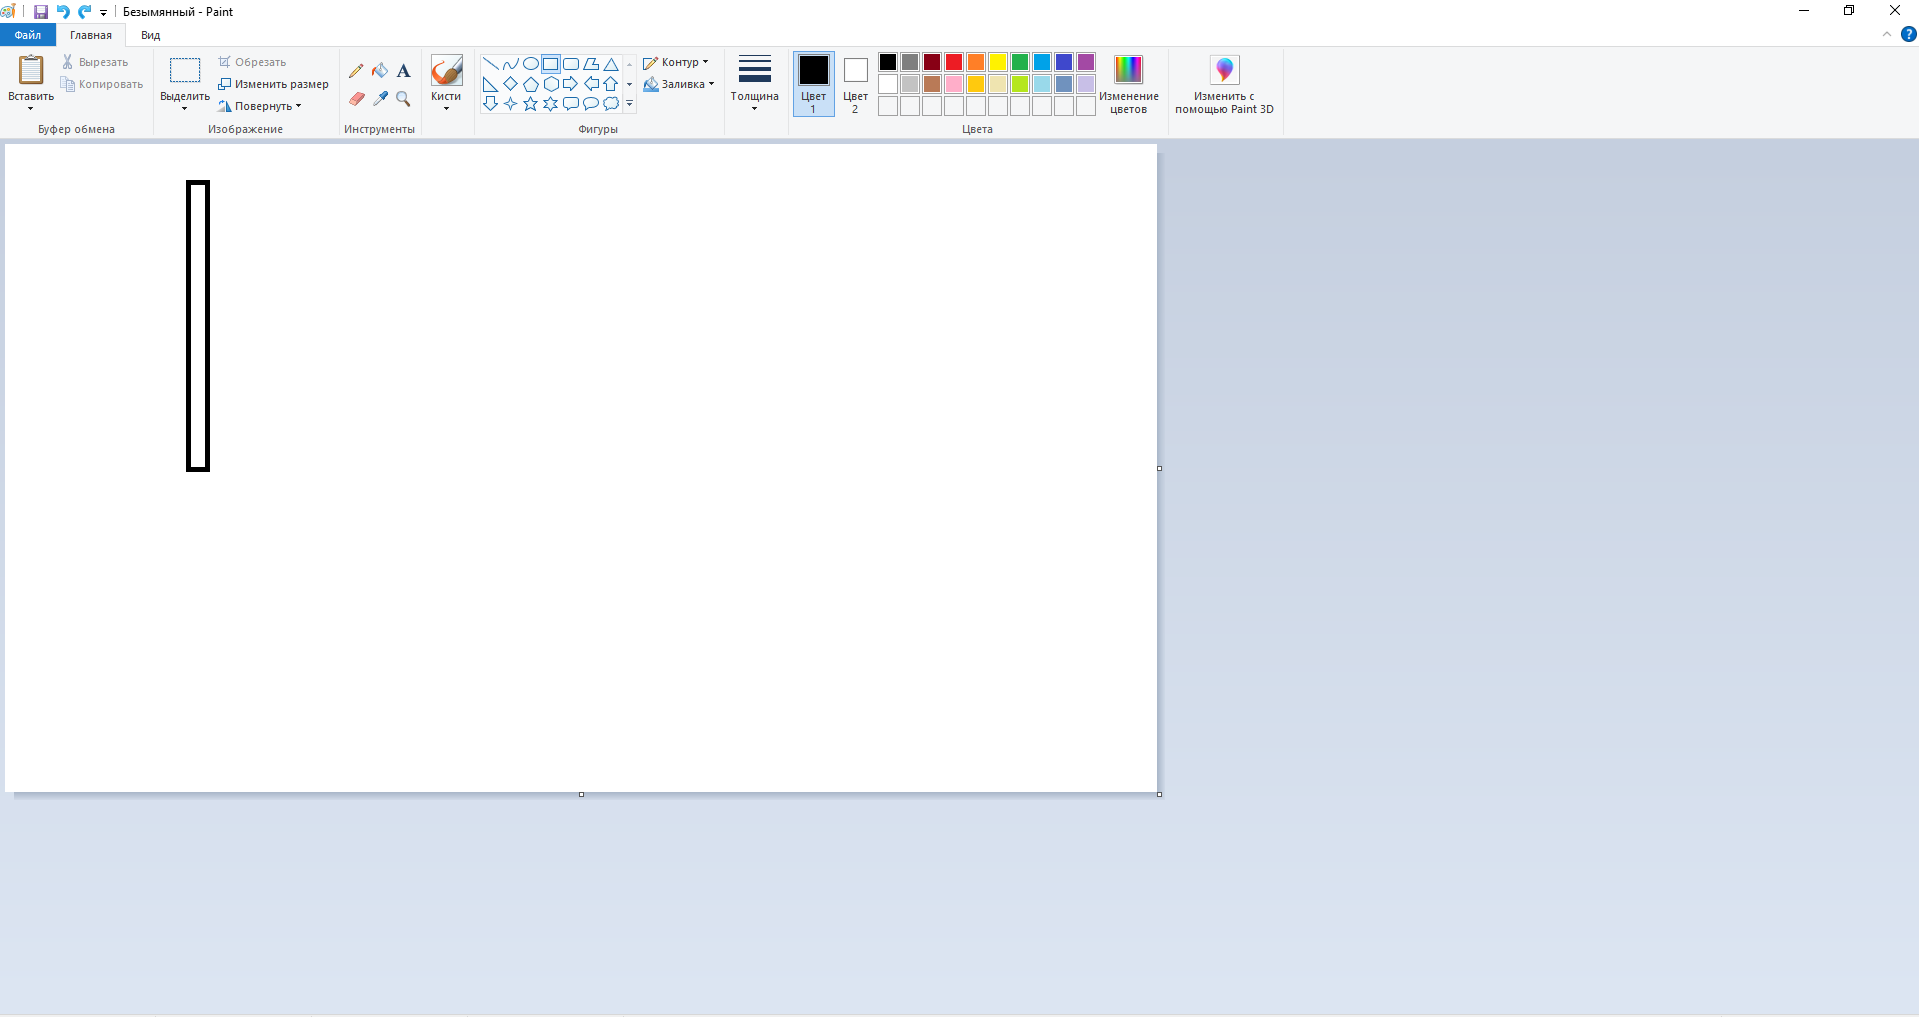 Безымянный - Paint
Файл
Главная
Вид
Вставить
Вырезать
Копировать
Буфер обмена
Выделить
Обрезать
Изменить размер
Повернуть
Изображение
A
Инструменты
Кисти
Контур
Заливка
Фигуры
Толщина
Цвет
1
Цвет
2
Изменение
цветов
Цвета
Изменить с
помощью Paint 3D
?